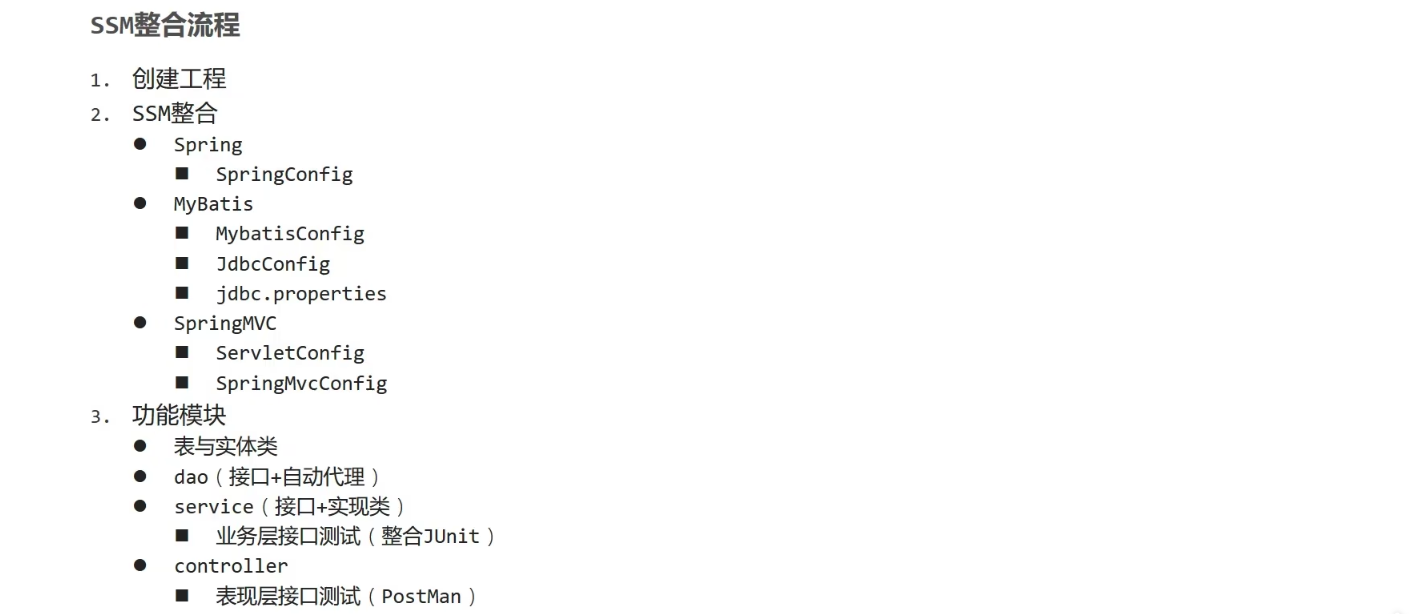 SSM整合流程
1. 创建工程
2. SSM整合
● Spring
■ SpringConfig
● MyBatis
■ MybatisConfig
■ JdbcConfig
■ jdbc.properties
● SpringMVC
■ ServletConfig
■ SpringMvcConfig
3. 功能模块
● 表与实体类
● dao（接口+自动代理）
● service（接口+实现类）
■ 业务层接口测试（整合JUnit）
● controller
■ 表现层接口测试（PostMan）